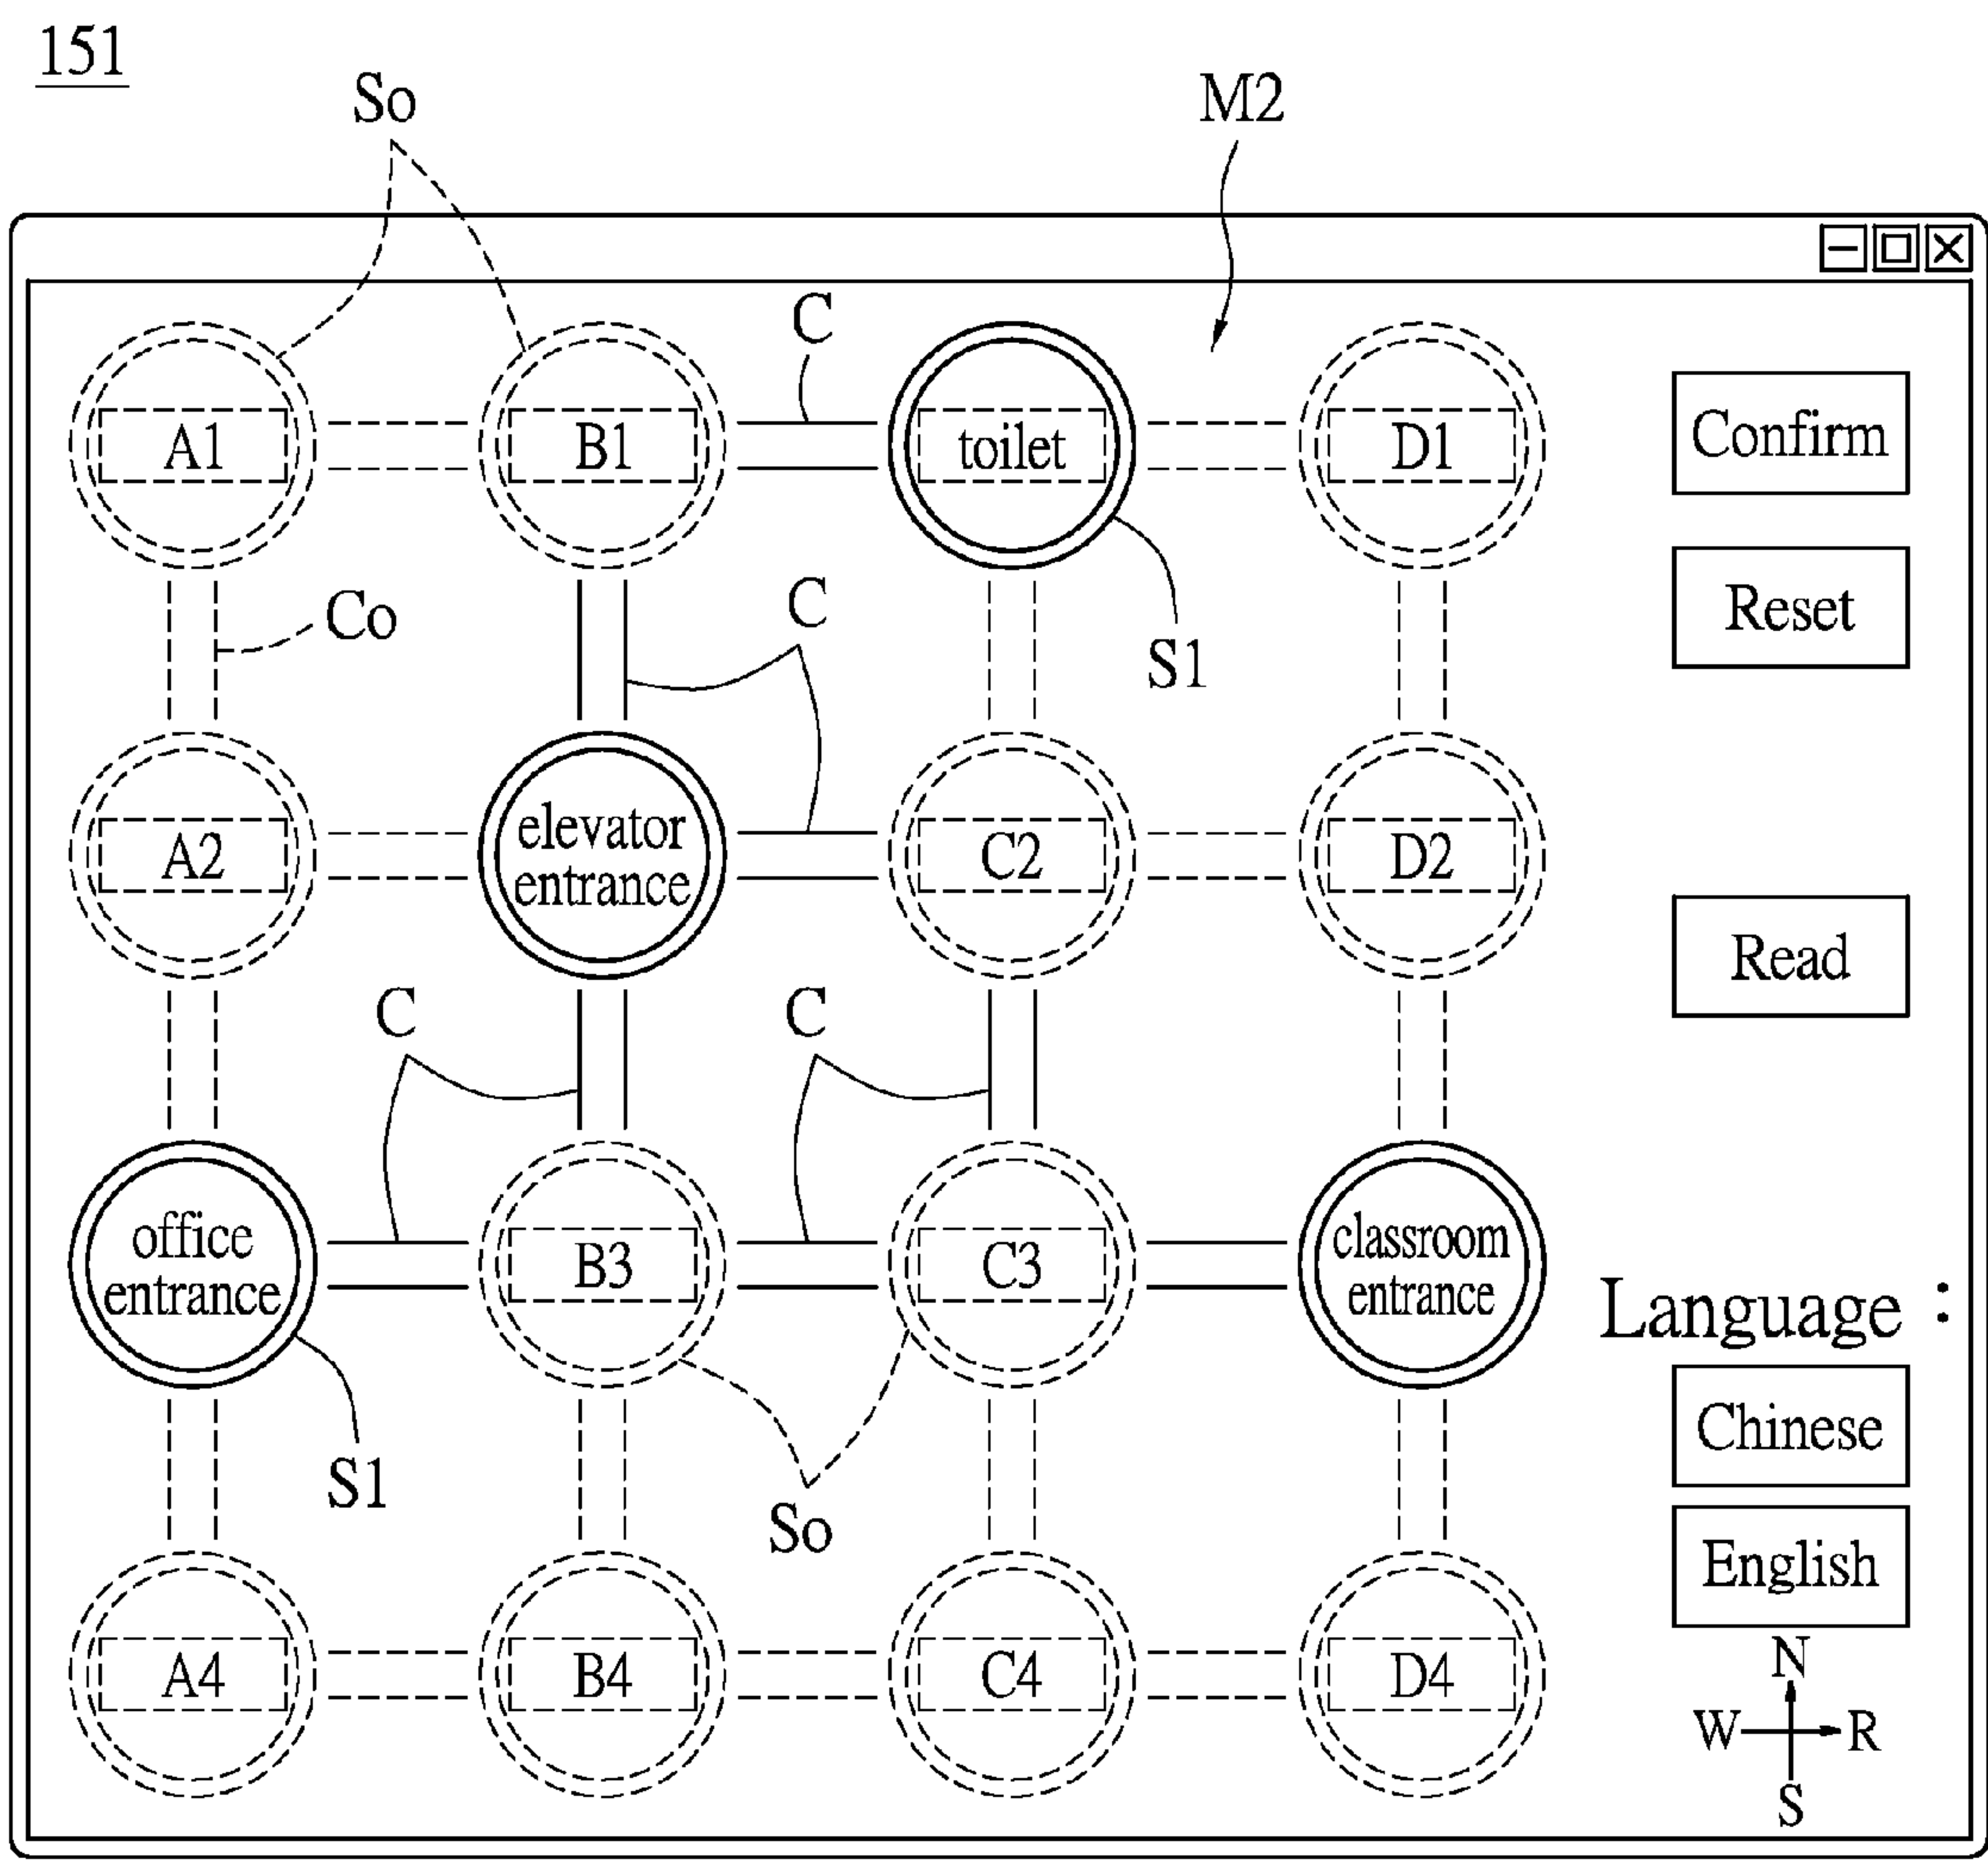 151
So
M2
C
A1
B1
toilet
D1
Confirm
Co
C
S1
Reset
A2
elevator
entrance
C2
D2
Read
C
C
office
entrance
B3
C3
classroom
entrance
Language :
S1
So
Chinese
English
A4
B4
C4
D4
N
W
R
S